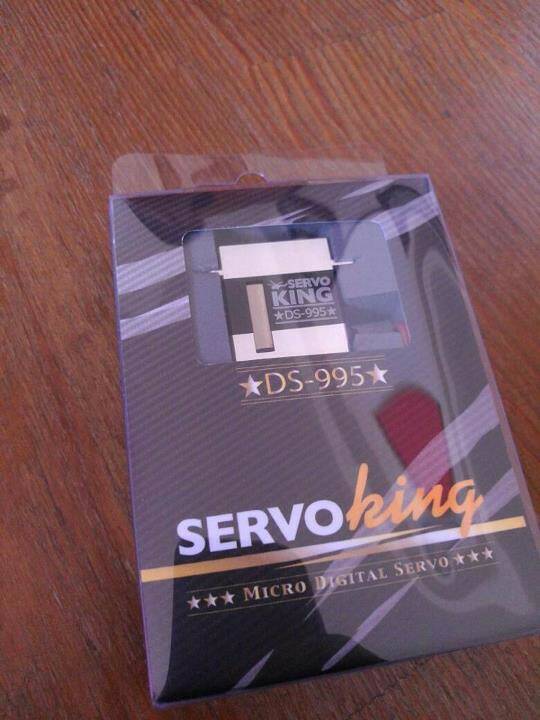 SERVO
KING
★DS-995★
★DS-995★
SERVOking
★★★ MICRO DIGITAL SERVO ★★★